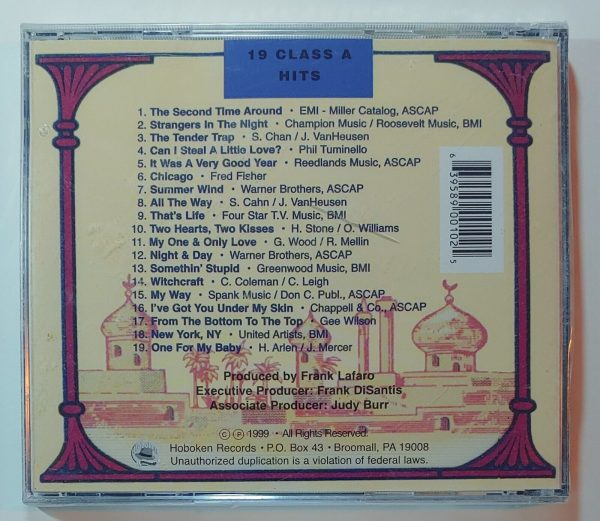 19 CLASS A
HITS
1. The Second Time Around • EMI - Miller Catalog, ASCAP
2. Strangers In The Night • Champion Music / Roosevelt Music, BMI
3. The Tender Trap • S. Chan / J. VanHeusen
4. Can I Steal A Little Love? • Phil Tuminello
5. It Was A Very Good Year • Reedlands Music, ASCAP
6. Chicago • Fred Fisher
7. Summer Wind • Warner Brothers, ASCAP
8. All The Way • S. Cahn / J. VanHeusen
9. That's Life • Four Star T.V. Music, BMI
10. Two Hearts, Two Kisses • H. Stone / O. Williams
11. My One & Only Love • G. Wood / R. Mellin
12. Night & Day • Warner Brothers, ASCAP
13. Somethin' Stupid • Greenwood Music, BMI
14. Witchcraft • C. Coleman / C. Leigh
15. My Way • Spank Music / Don C. Publ., ASCAP
16. I've Got You Under My Skin • Chappell & Co., ASCAP
17. From The Bottom To The Top • Gee Wilson
18. New York, NY • United Artists, BMI
19. One For My Baby • H. Arlen / J. Mercer
6 39589 00102 5
Produced by Frank Lafaro
Executive Producer: Frank DiSantis
Associate Producer: Judy Burr
© ℗ 1999 • All Rights Reserved.
Hoboken Records • P.O. Box 43 • Broomall, PA 19008
Unauthorized duplication is a violation of federal laws.